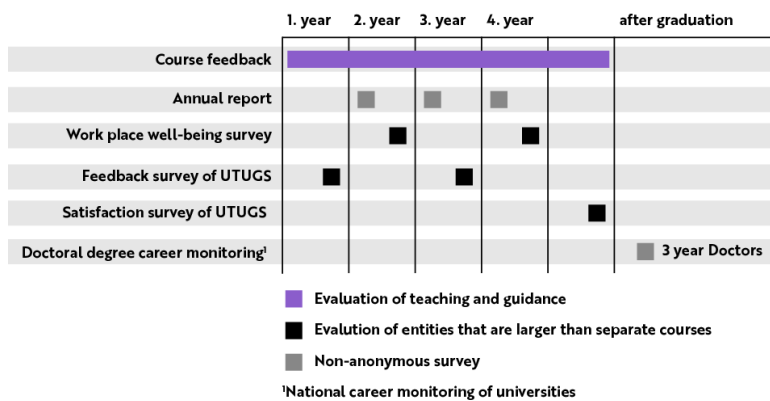 1. year 2. year 3. year 4. year after graduation
Course feedback
Annual report
Work place well-being survey
Feedback survey of UTUGS
Satisfaction survey of UTUGS
Doctoral degree career monitoring¹ 3 year Doctors
Evaluation of teaching and guidance
Evalution of entities that are larger than separate courses
Non-anonymous survey
¹National career monitoring of universities